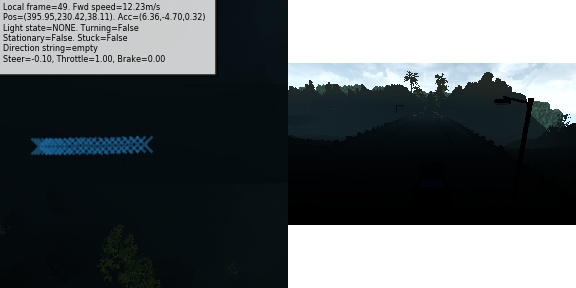 Local frame=49. Fwd speed=12.23m/s
Pos=(395.95,230.42,38.11). Acc=(6.36,-4.70,0.32)
Light state=NONE. Turning=False
Stationary=False. Stuck=False
Direction string=empty
Steer=-0.10, Throttle=1.00, Brake=0.00